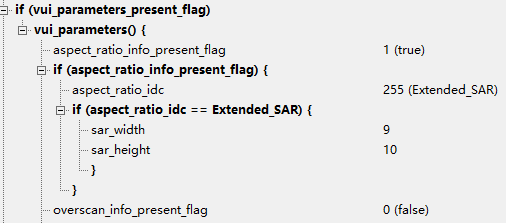 if (vui_parameters_present_flag)
vui_parameters() {
aspect_ratio_info_present_flag 1 (true)
if (aspect_ratio_info_present_flag) {
aspect_ratio_idc 255 (Extended_SAR)
if (aspect_ratio_idc == Extended_SAR) {
sar_width 9
sar_height 10
}
}
overscan_info_present_flag 0 (false)